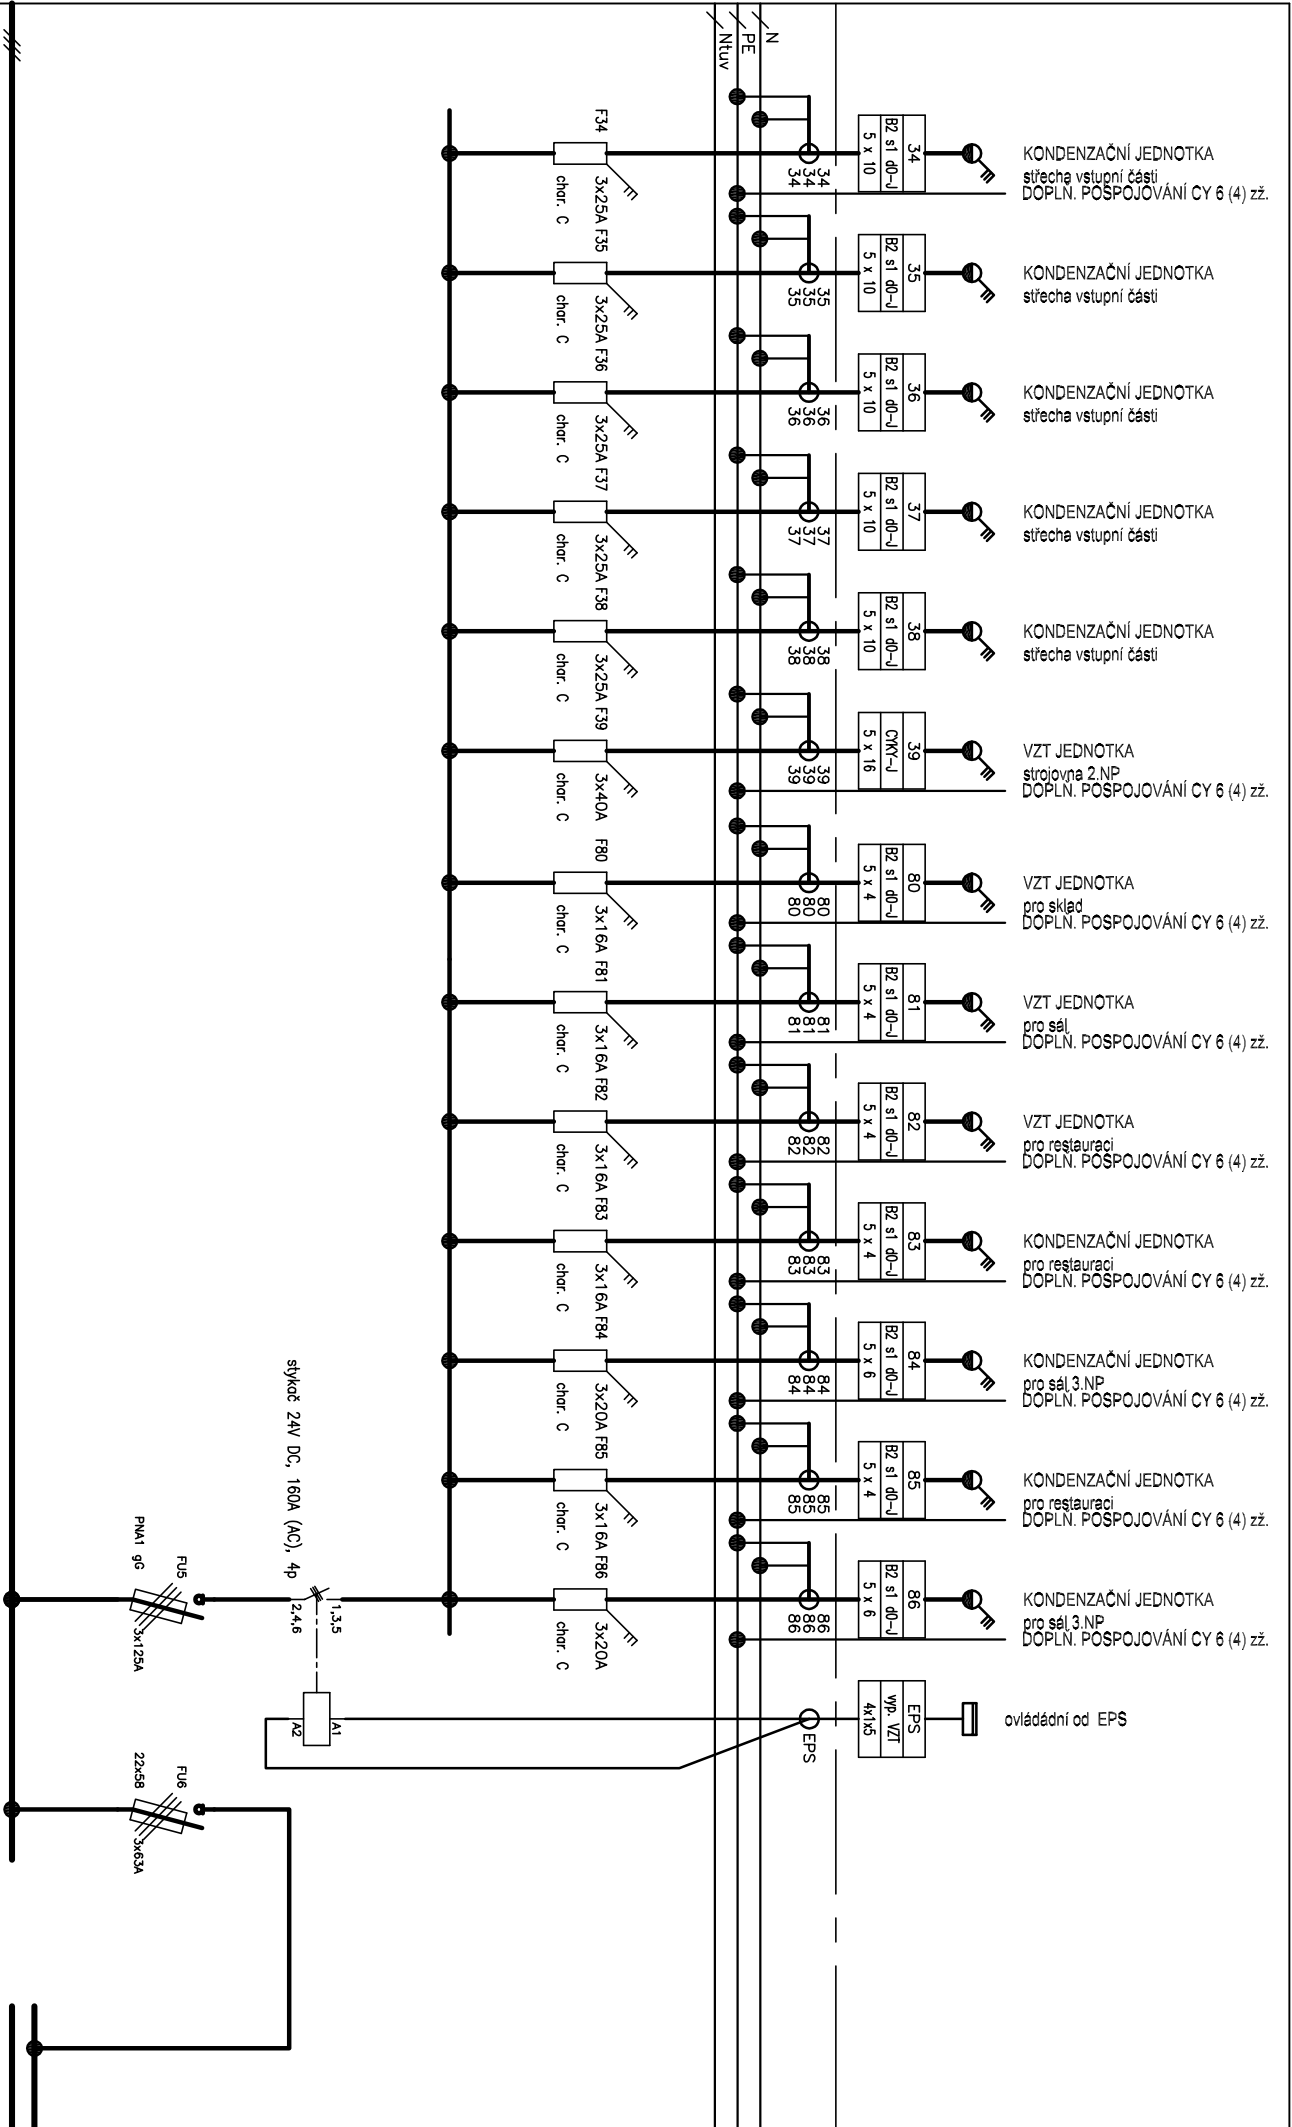 N
PE
Ntuv
34
B2 s1 d0-J
5 x 10
34
34
34
F34
3x25A
char. C
KONDENZAČNÍ JEDNOTKA
střecha vstupní části
DOPLŇ. POSPOJOVÁNÍ CY 6 (4) zž.
35
B2 s1 d0-J
5 x 10
35
35
35
F35
3x25A
char. C
KONDENZAČNÍ JEDNOTKA
střecha vstupní části
36
B2 s1 d0-J
5 x 10
36
36
36
F36
3x25A
char. C
KONDENZAČNÍ JEDNOTKA
střecha vstupní části
37
B2 s1 d0-J
5 x 10
37
37
37
F37
3x25A
char. C
KONDENZAČNÍ JEDNOTKA
střecha vstupní části
38
B2 s1 d0-J
5 x 10
38
38
38
F38
3x25A
char. C
KONDENZAČNÍ JEDNOTKA
střecha vstupní části
39
CYKY-J
5 x 16
39
39
39
F39
3x40A
char. C
VZT JEDNOTKA
strojovna 2.NP
DOPLŇ. POSPOJOVÁNÍ CY 6 (4) zž.
80
B2 s1 d0-J
5 x 4
80
80
80
F80
3x16A
char. C
VZT JEDNOTKA
pro sklad
DOPLŇ. POSPOJOVÁNÍ CY 6 (4) zž.
81
B2 s1 d0-J
5 x 4
81
81
81
F81
3x16A
char. C
VZT JEDNOTKA
pro sál
DOPLŇ. POSPOJOVÁNÍ CY 6 (4) zž.
82
B2 s1 d0-J
5 x 4
82
82
82
F82
3x16A
char. C
VZT JEDNOTKA
pro restauraci
DOPLŇ. POSPOJOVÁNÍ CY 6 (4) zž.
83
B2 s1 d0-J
5 x 4
83
83
83
F83
3x16A
char. C
KONDENZAČNÍ JEDNOTKA
pro restauraci
DOPLŇ. POSPOJOVÁNÍ CY 6 (4) zž.
84
B2 s1 d0-J
5 x 6
84
84
84
F84
3x20A
char. C
KONDENZAČNÍ JEDNOTKA
pro sál 3.NP
DOPLŇ. POSPOJOVÁNÍ CY 6 (4) zž.
85
B2 s1 d0-J
5 x 4
85
85
85
F85
3x16A
char. C
KONDENZAČNÍ JEDNOTKA
pro restauraci
DOPLŇ. POSPOJOVÁNÍ CY 6 (4) zž.
86
B2 s1 d0-J
5 x 6
86
86
86
F86
3x20A
char. C
KONDENZAČNÍ JEDNOTKA
pro sál 3.NP
DOPLŇ. POSPOJOVÁNÍ CY 6 (4) zž.
EPS
vyp. VZT
4x1x5
EPS
ovládádní od EPS
stykač 24V DC, 160A (AC), 4p
1,3,5
2,4,6
A1
A2
FU5
PNA1 gG
3x125A
FU6
22x58
3x63A